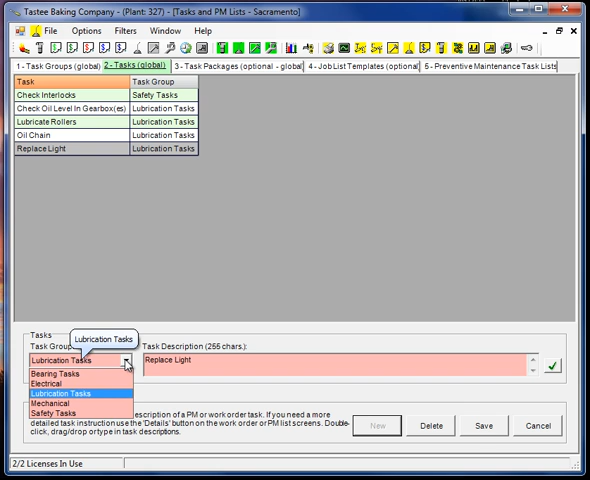 Tastee Baking Company - (Plant: 327) - [Tasks and PM Lists - Sacramento]
File Options Filters Window Help
1 - Task Groups (global) 2 - Tasks (global) 3 - Task Packages (optional - global) 4 - Job List Templates (optional) 5 - Preventive Maintenance Task Lists
Task Task Group
Check Interlocks Safety Tasks
Check Oil Level In Gearbox(es) Lubrication Tasks
Lubricate Rollers Lubrication Tasks
Oil Chain Lubrication Tasks
Replace Light Lubrication Tasks
Tasks
Lubrication Tasks
Task Group Task Description (255 chars.):
Lubrication Tasks Replace Light
Bearing Tasks
Electrical
Lubrication Tasks
Mechanical
Safety Tasks
escription of a PM or work order task. If you need a more
detailed task instruction use the 'Details' button on the work order or PM list screens. Double-
click, drag/drop or type in task descriptions.
New Delete Save Cancel
2/2 Licenses In Use